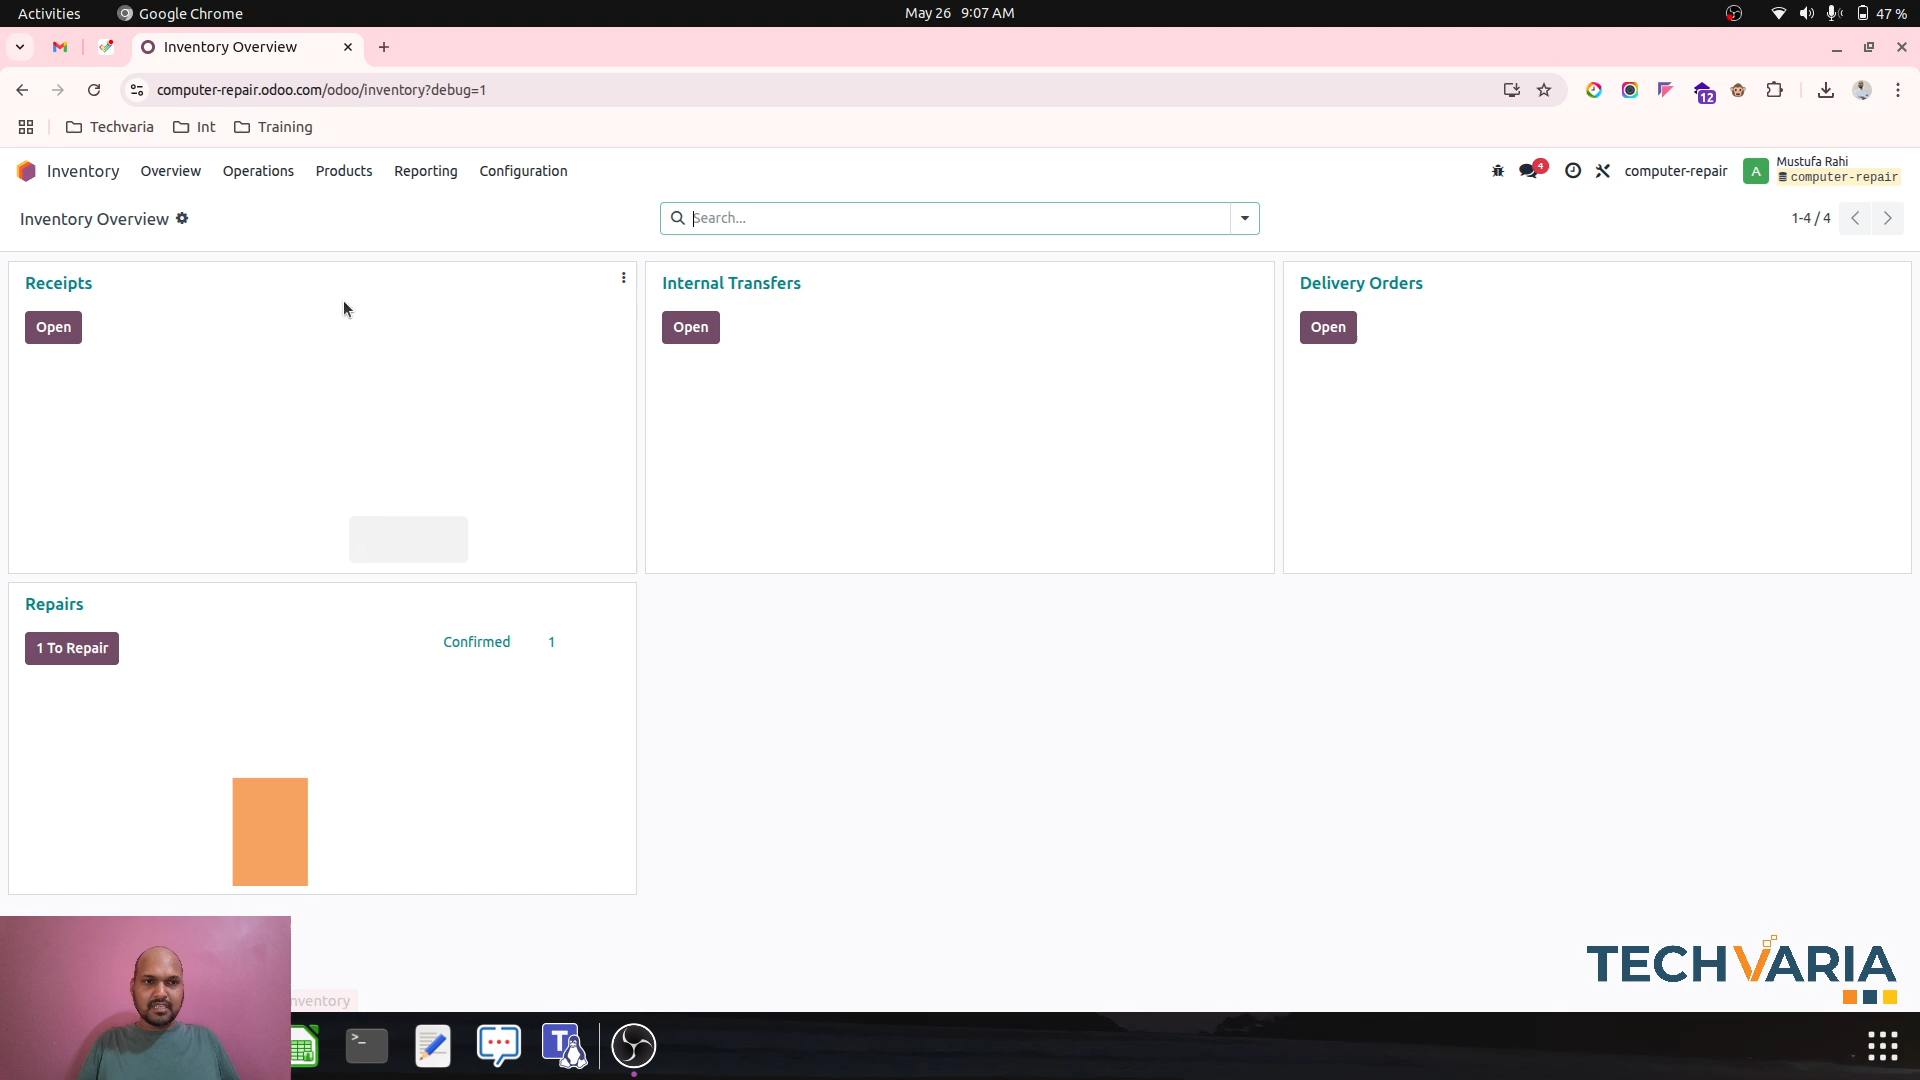 Activities
Google Chrome
May 26 9:07 AM
47 %
Inventory Overview
computer-repair.odoo.com/odoo/inventory?debug=1
12
Techvaria
Int
Training
Inventory
Overview
Operations
Products
Reporting
Configuration
4
computer-repair
A
Mustufa Rahi
computer-repair
Inventory Overview
Search...
1-4 / 4
Receipts
Open
Internal Transfers
Open
Delivery Orders
Open
Repairs
1 To Repair
Confirmed 1
TECHVARIA
nventory
>_
T